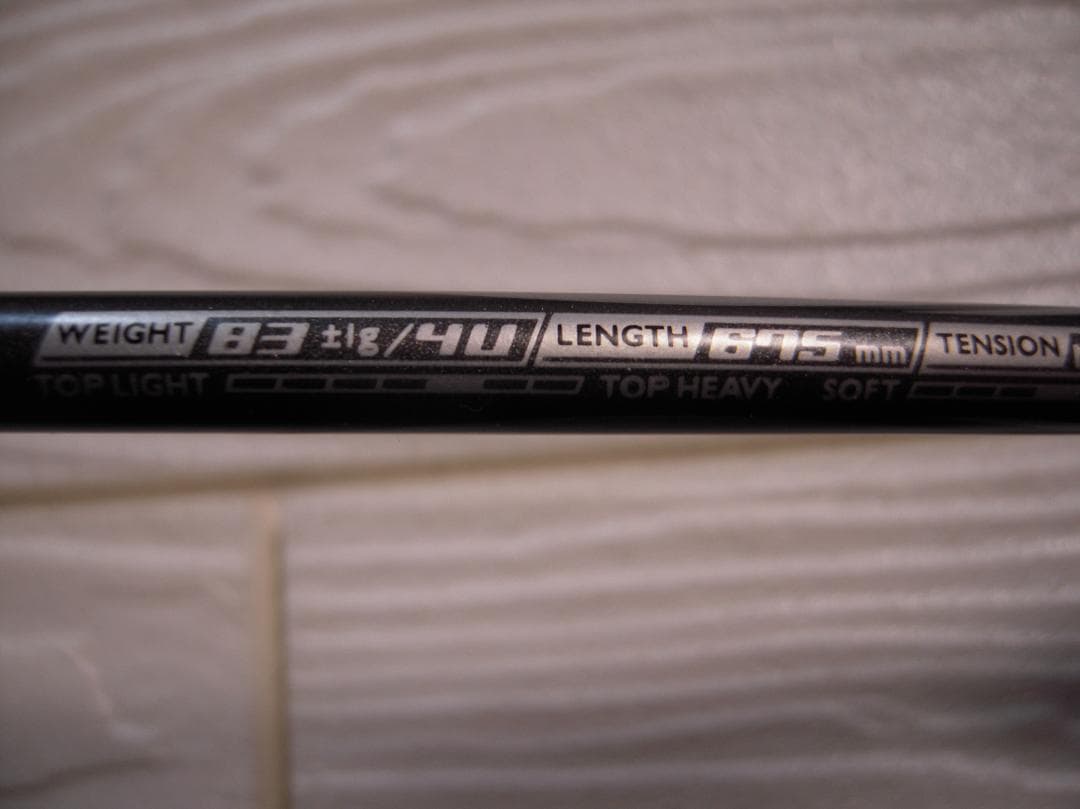 WEIGHT 83 ±1g/4U LENGTH 675 mm TENSION
TOP LIGHT TOP HEAVY SOFT